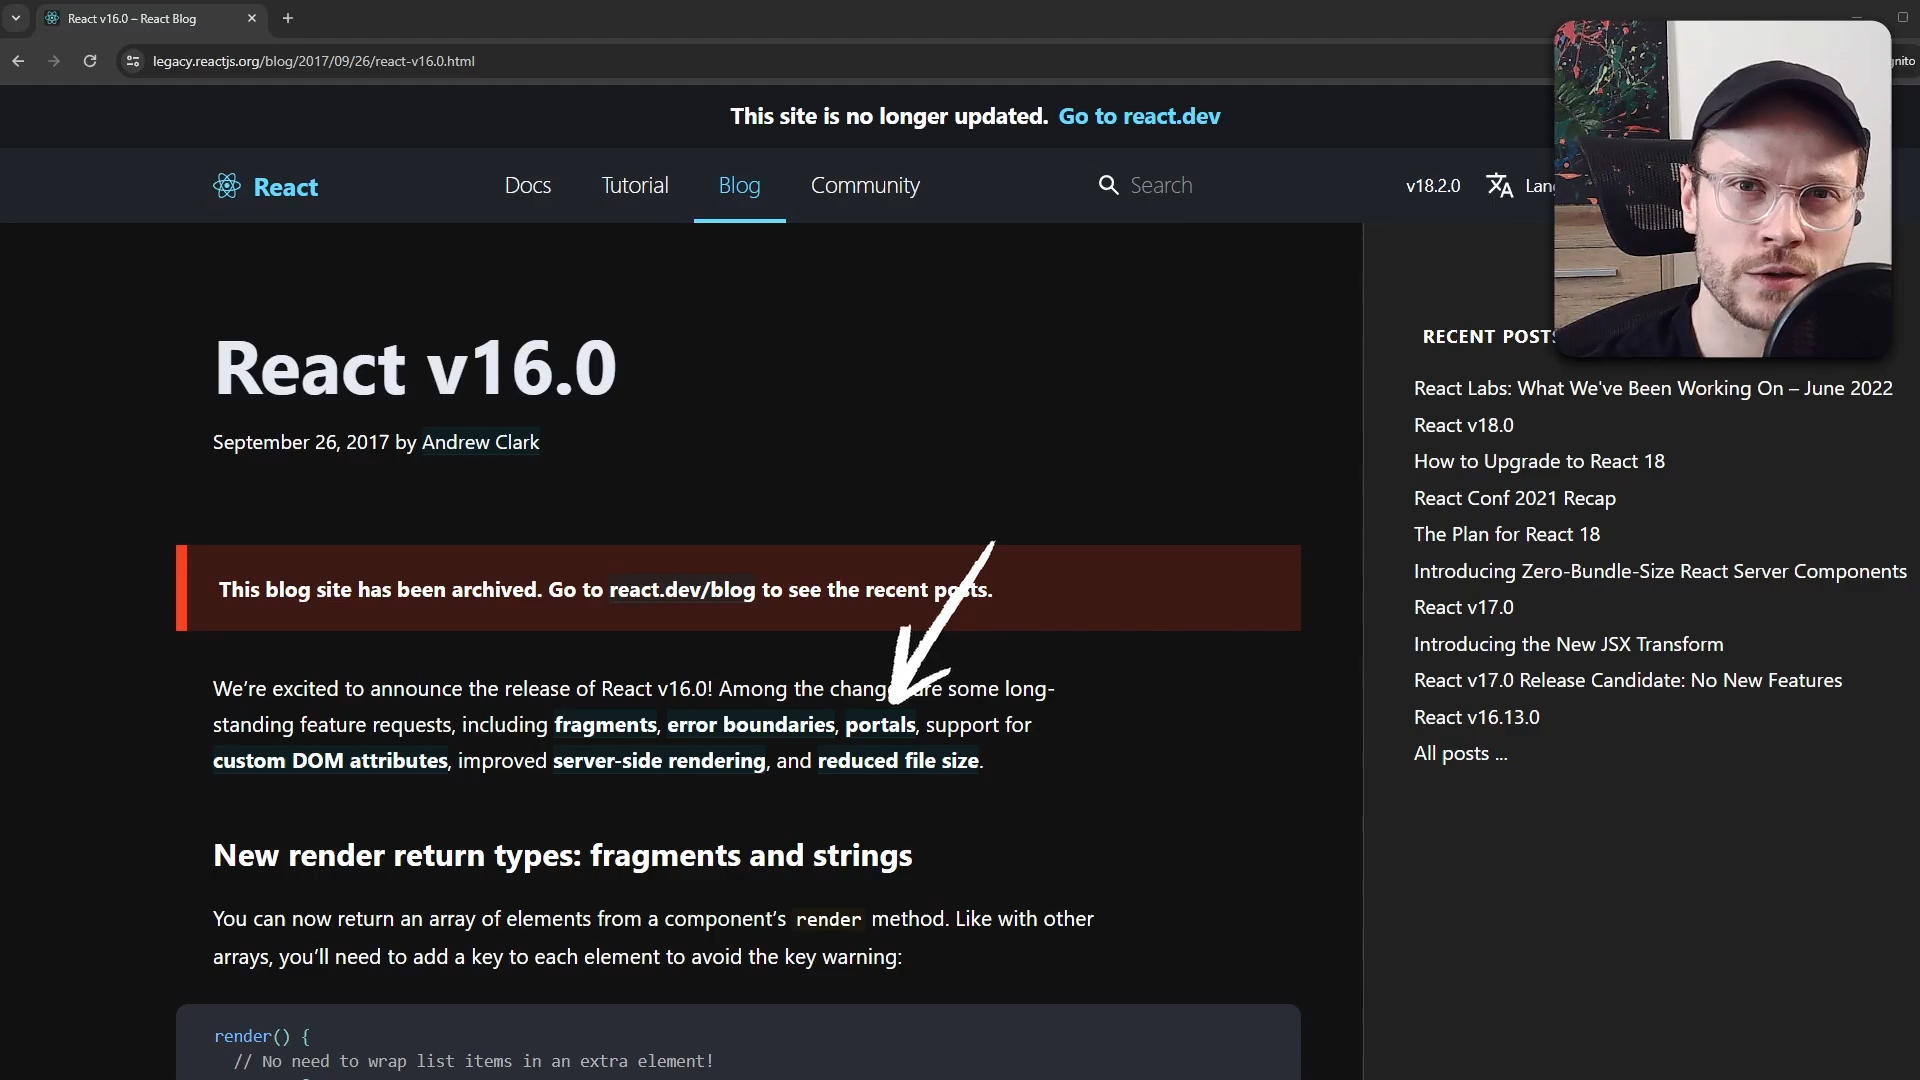 React v16.0 – React Blog
legacy.reactjs.org/blog/2017/09/26/react-v16.0.html
This site is no longer updated. Go to react.dev
React
Docs
Tutorial
Blog
Community
Search
v18.2.0
React v16.0
September 26, 2017 by Andrew Clark
This blog site has been archived. Go to react.dev/blog to see the recent posts.
We’re excited to announce the release of React v16.0! Among the changes are some long-
standing feature requests, including fragments, error boundaries, portals, support for
custom DOM attributes, improved server-side rendering, and reduced file size.
New render return types: fragments and strings
You can now return an array of elements from a component’s render method. Like with other
arrays, you’ll need to add a key to each element to avoid the key warning:
render() {
// No need to wrap list items in an extra element!
RECENT POSTS
React Labs: What We've Been Working On – June 2022
React v18.0
How to Upgrade to React 18
React Conf 2021 Recap
The Plan for React 18
Introducing Zero-Bundle-Size React Server Components
React v17.0
Introducing the New JSX Transform
React v17.0 Release Candidate: No New Features
React v16.13.0
All posts ...